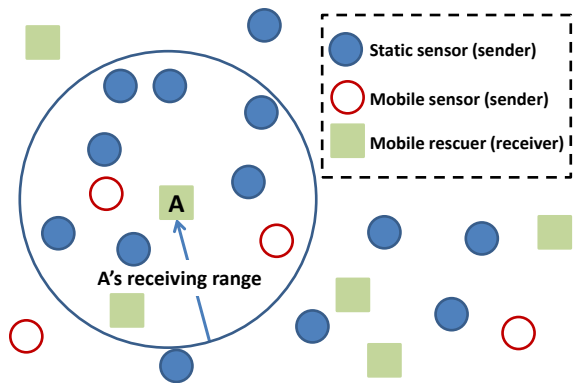 Static sensor (sender)
Mobile sensor (sender)
Mobile rescuer (receiver)
A
A's receiving range